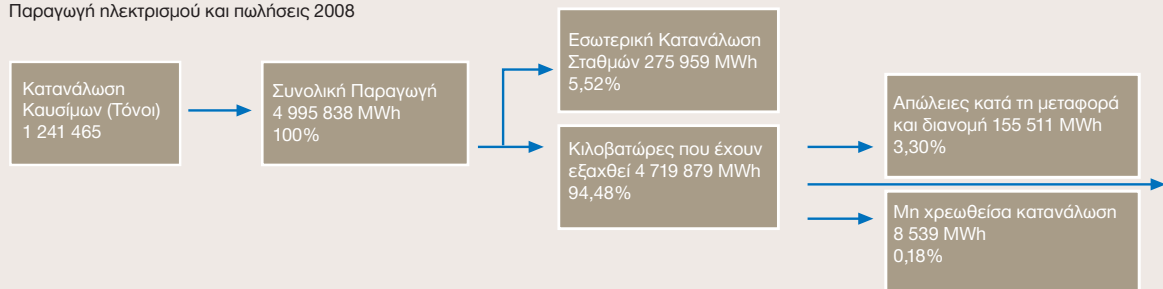 Παραγωγή ηλεκτρισμού και πωλήσεις 2008
Κατανάλωση
Καυσίμων (Τόνοι)
1 241 465
Συνολική Παραγωγή
4 995 838 MWh
100%
Εσωτερική Κατανάλωση
Σταθμών 275 959 MWh
5,52%
Κιλοβατώρες που έχουν
εξαχθεί 4 719 879 MWh
94,48%
Απώλειες κατά τη μεταφορά
και διανομή 155 511 MWh
3,30%
Μη χρεωθείσα κατανάλωση
8 539 MWh
0,18%